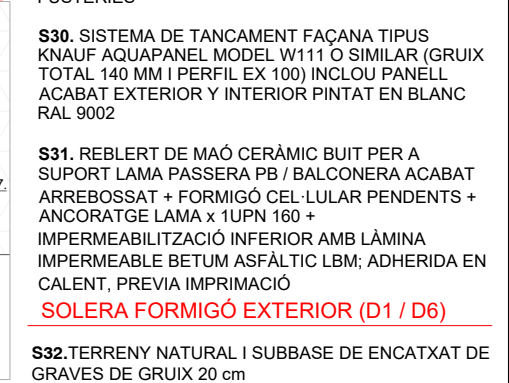 S30. SISTEMA DE TANCAMENT FAÇANA TIPUS
KNAUF AQUAPANEL MODEL W111 O SIMILAR (GRUIX
TOTAL 140 MM I PERFIL EX 100) INCLOU PANELL
ACABAT EXTERIOR Y INTERIOR PINTAT EN BLANC
RAL 9002
S31. REBLERT DE MAÓ CERÀMIC BUIT PER A
SUPORT LAMA PASSERA PB / BALCONERA ACABAT
ARREBOSSAT + FORMIGÓ CEL·LULAR PENDENTS +
ANCORATGE LAMA x 1UPN 160 +
IMPERMEABILITZACIÓ INFERIOR AMB LÀMINA
IMPERMEABLE BETUM ASFÀLTIC LBM; ADHERIDA EN
CALENT, PREVIA IMPRIMACIÓ
SOLERA FORMIGÓ EXTERIOR (D1 / D6)
S32.TERRENY NATURAL I SUBBASE DE ENCATXAT DE
GRAVES DE GRUIX 20 cm